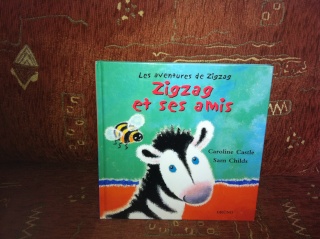 Les aventures de Zigzag
Zigzag
et ses amis
Caroline Castle
Sam Childs